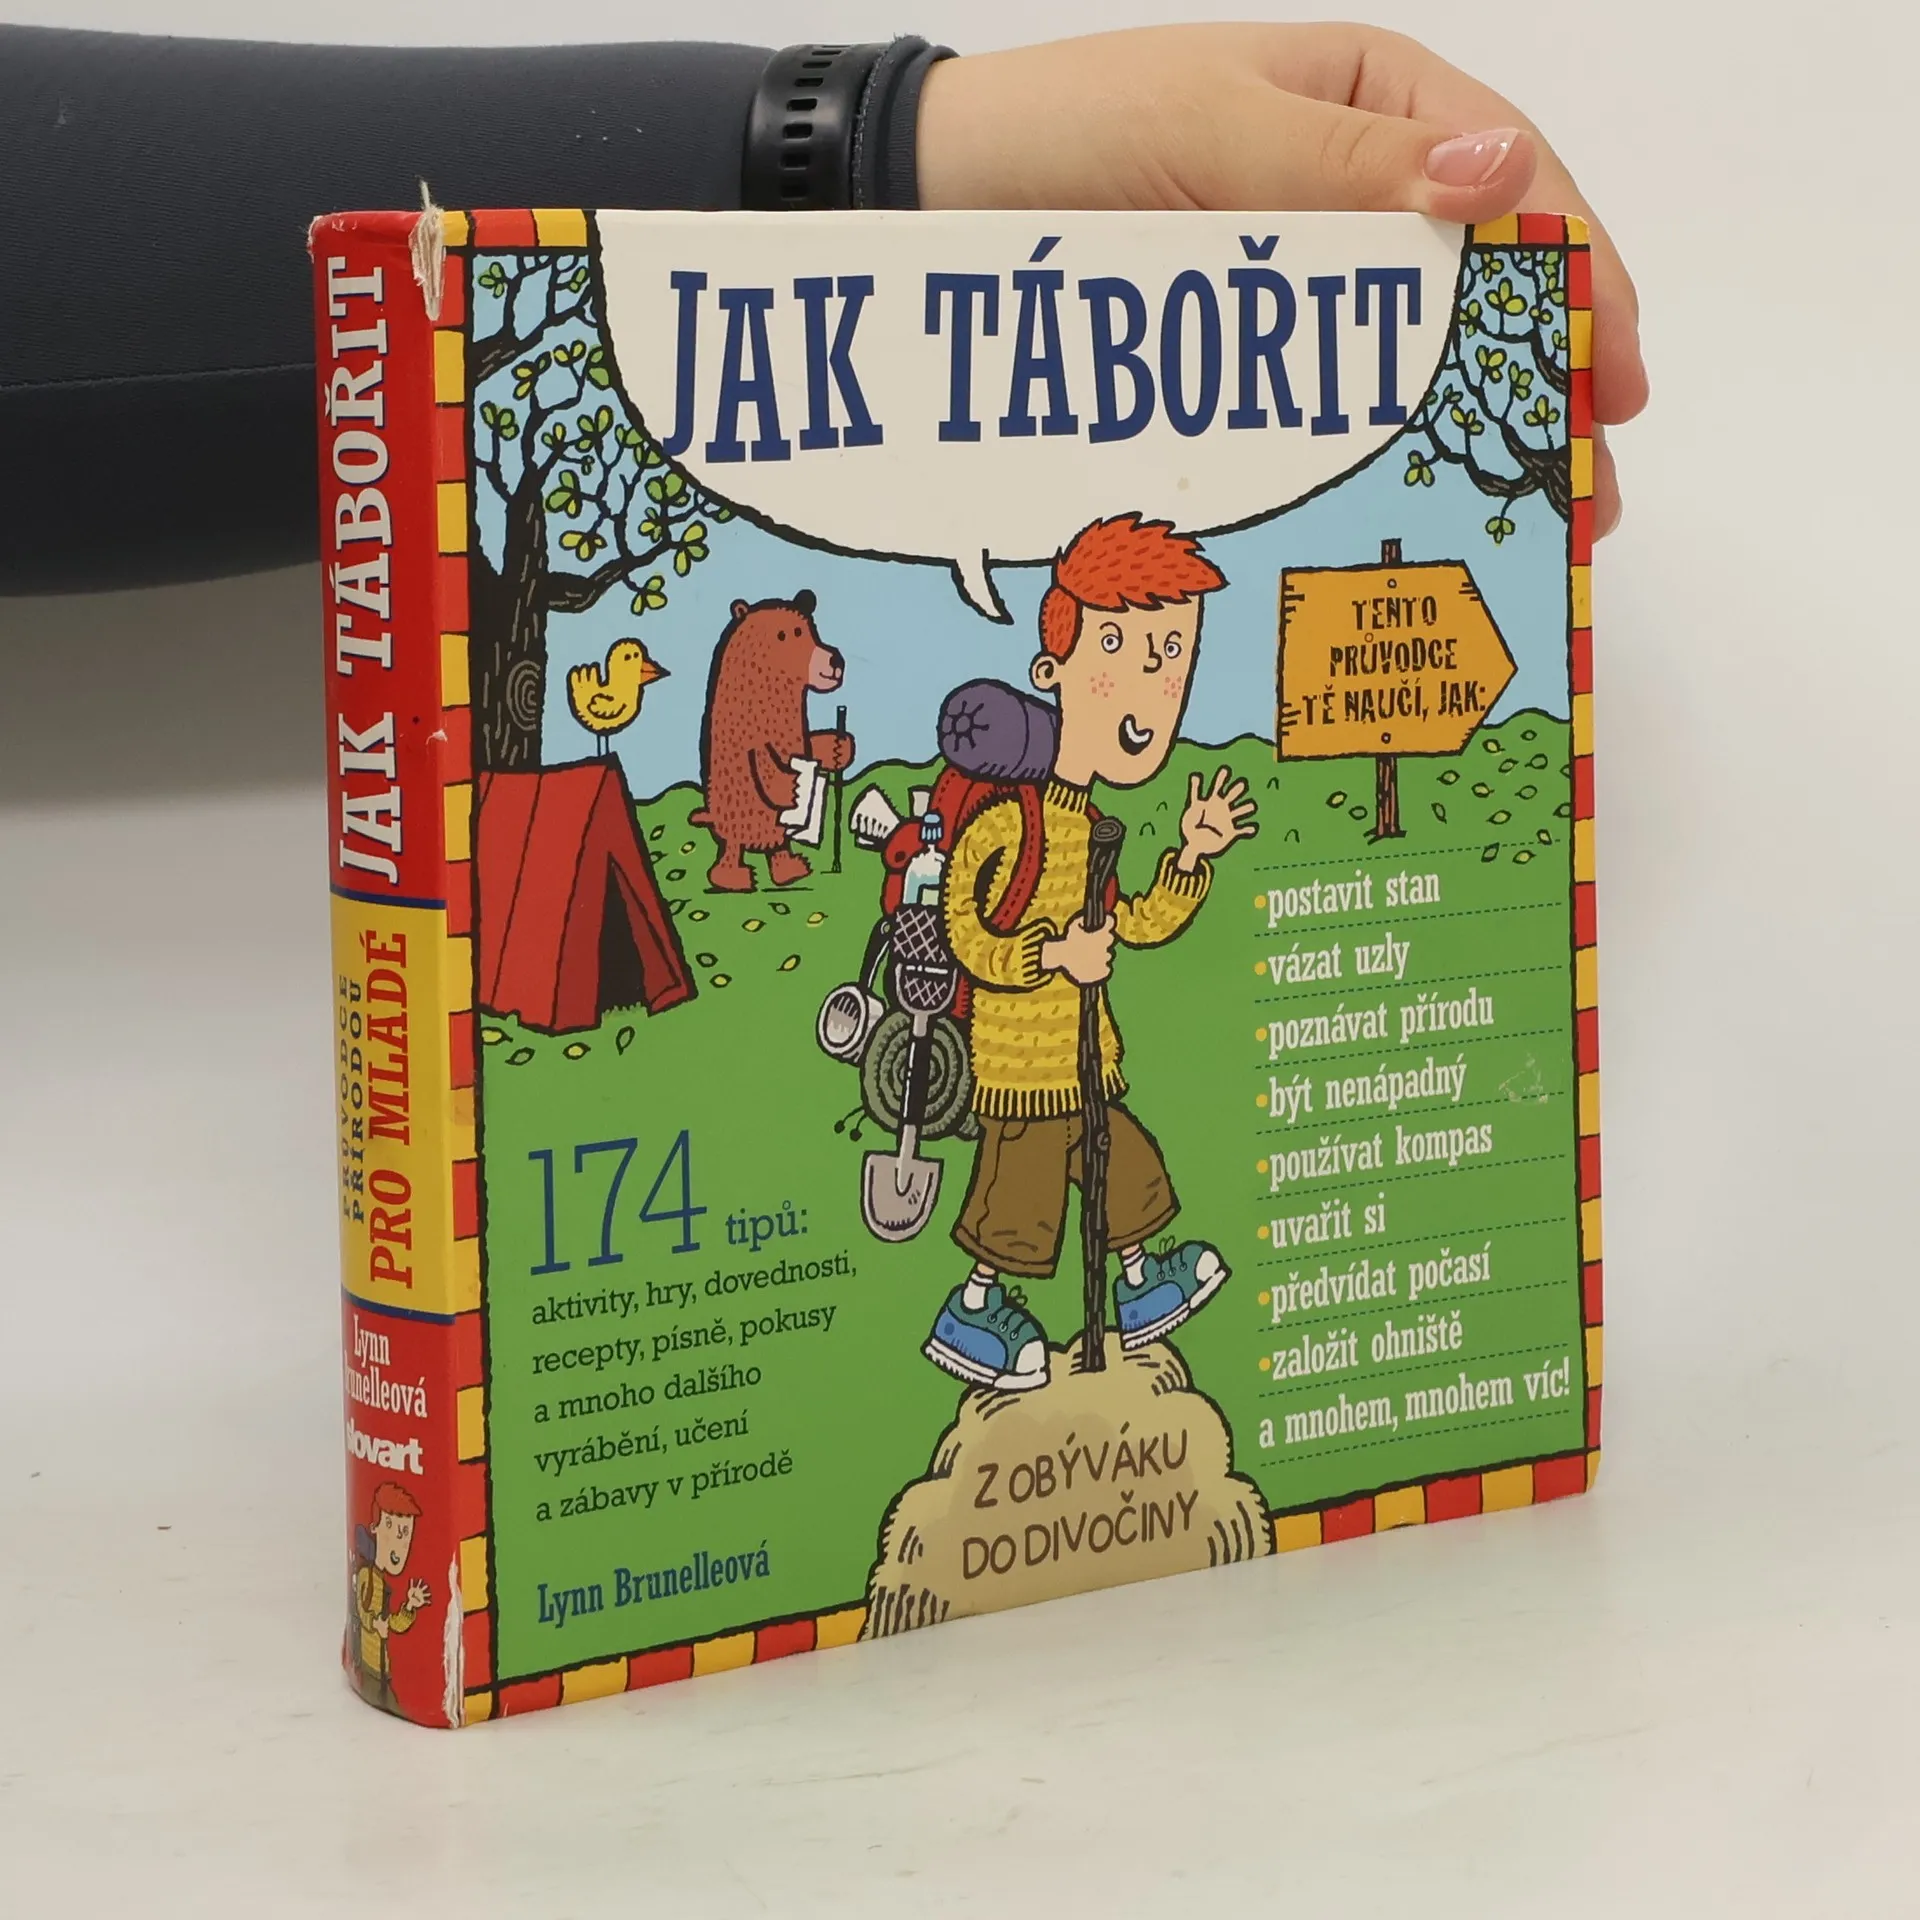 JAK TÁBOŘIT
PRŮVODCE
PŘÍRODOU
PRO MLADÉ
Lynn
Brunelleová
slovart
JAK TÁBOŘIT
TENTO
PRŮVODCE
TĚ NAUČÍ, JAK:
•postavit stan
•vázat uzly
•poznávat přírodu
•být nenápadný
•používat kompas
•uvařit si
•předvídat počasí
•založit ohniště
a mnohem, mnohem víc!
174 tipů:
aktivity, hry, dovednosti,
recepty, písně, pokusy
a mnoho dalšího
vyrábění, učení
a zábavy v přírodě
Lynn Brunelleová
Z OBÝVÁKU
DO DIVOČINY